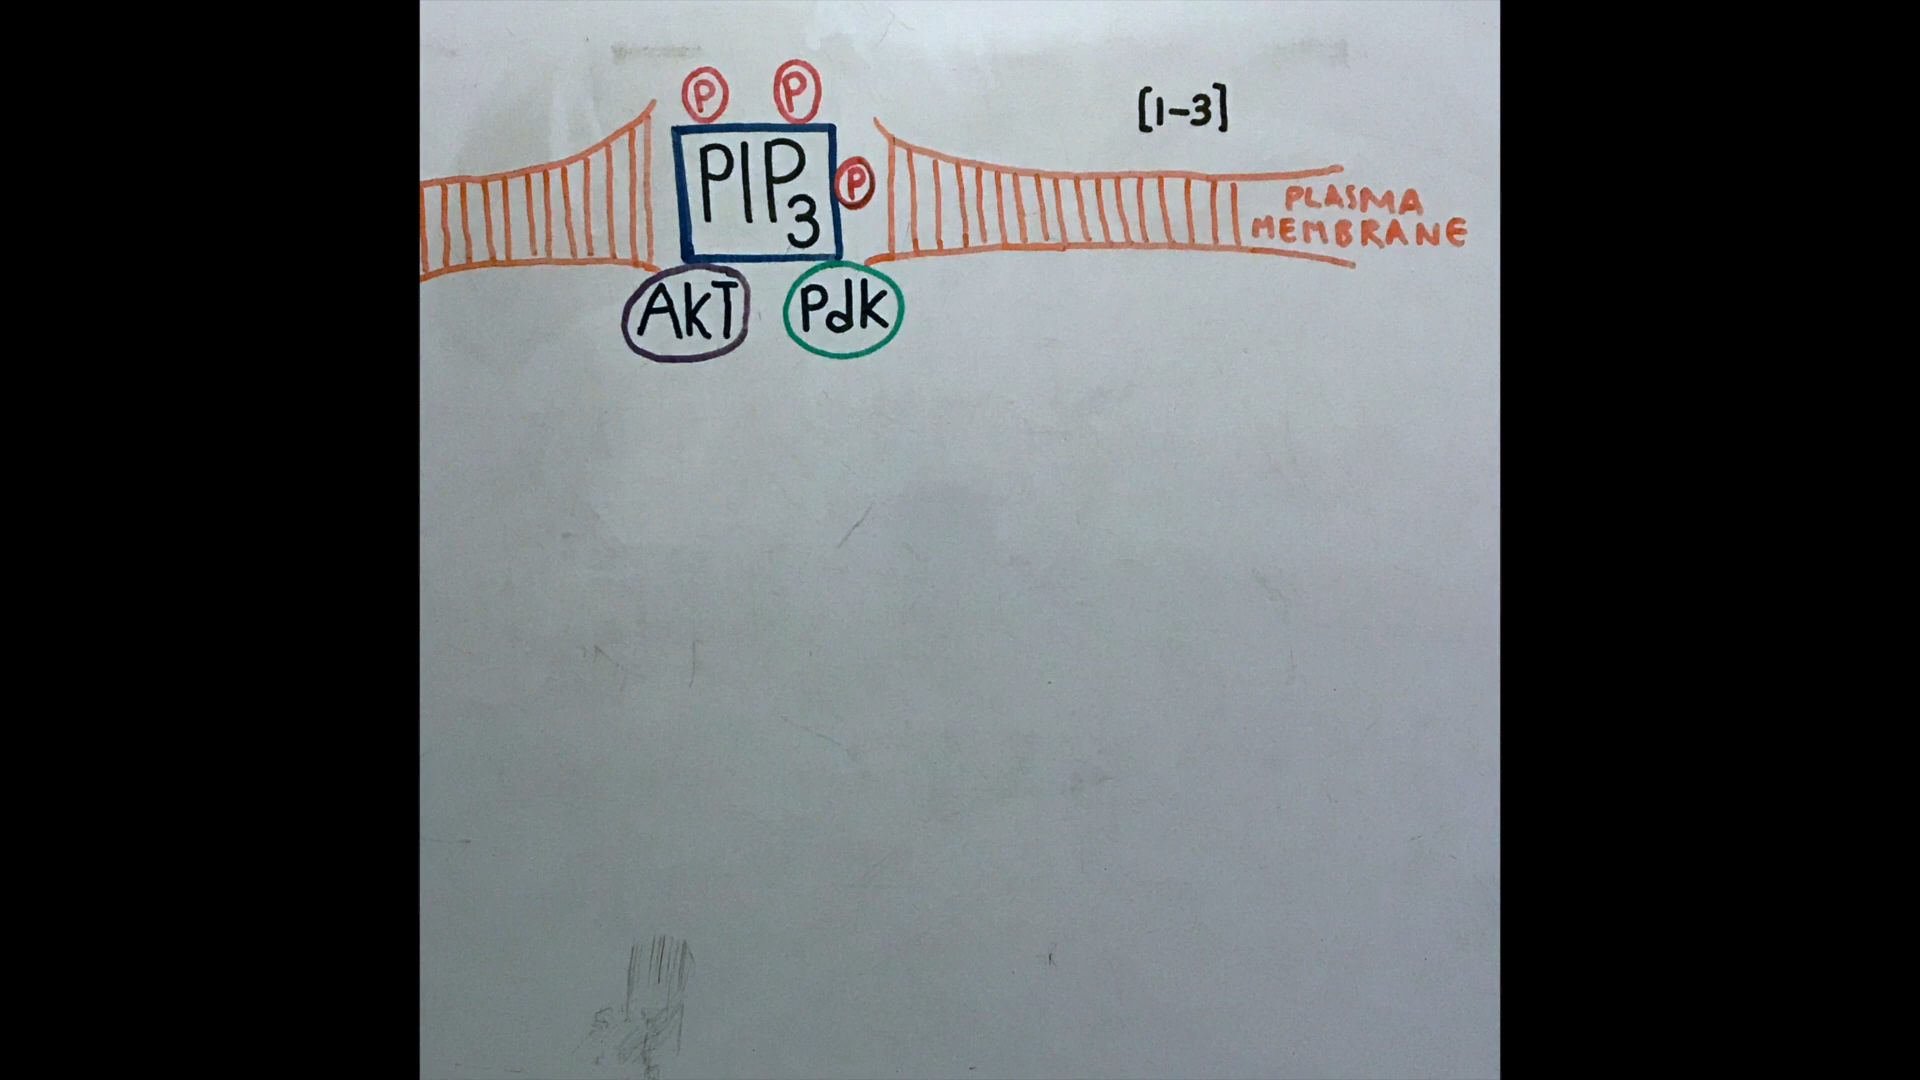 P P
[1-3]
PIP3
P
PLASMA
MEMBRANE
AKT
Pdk